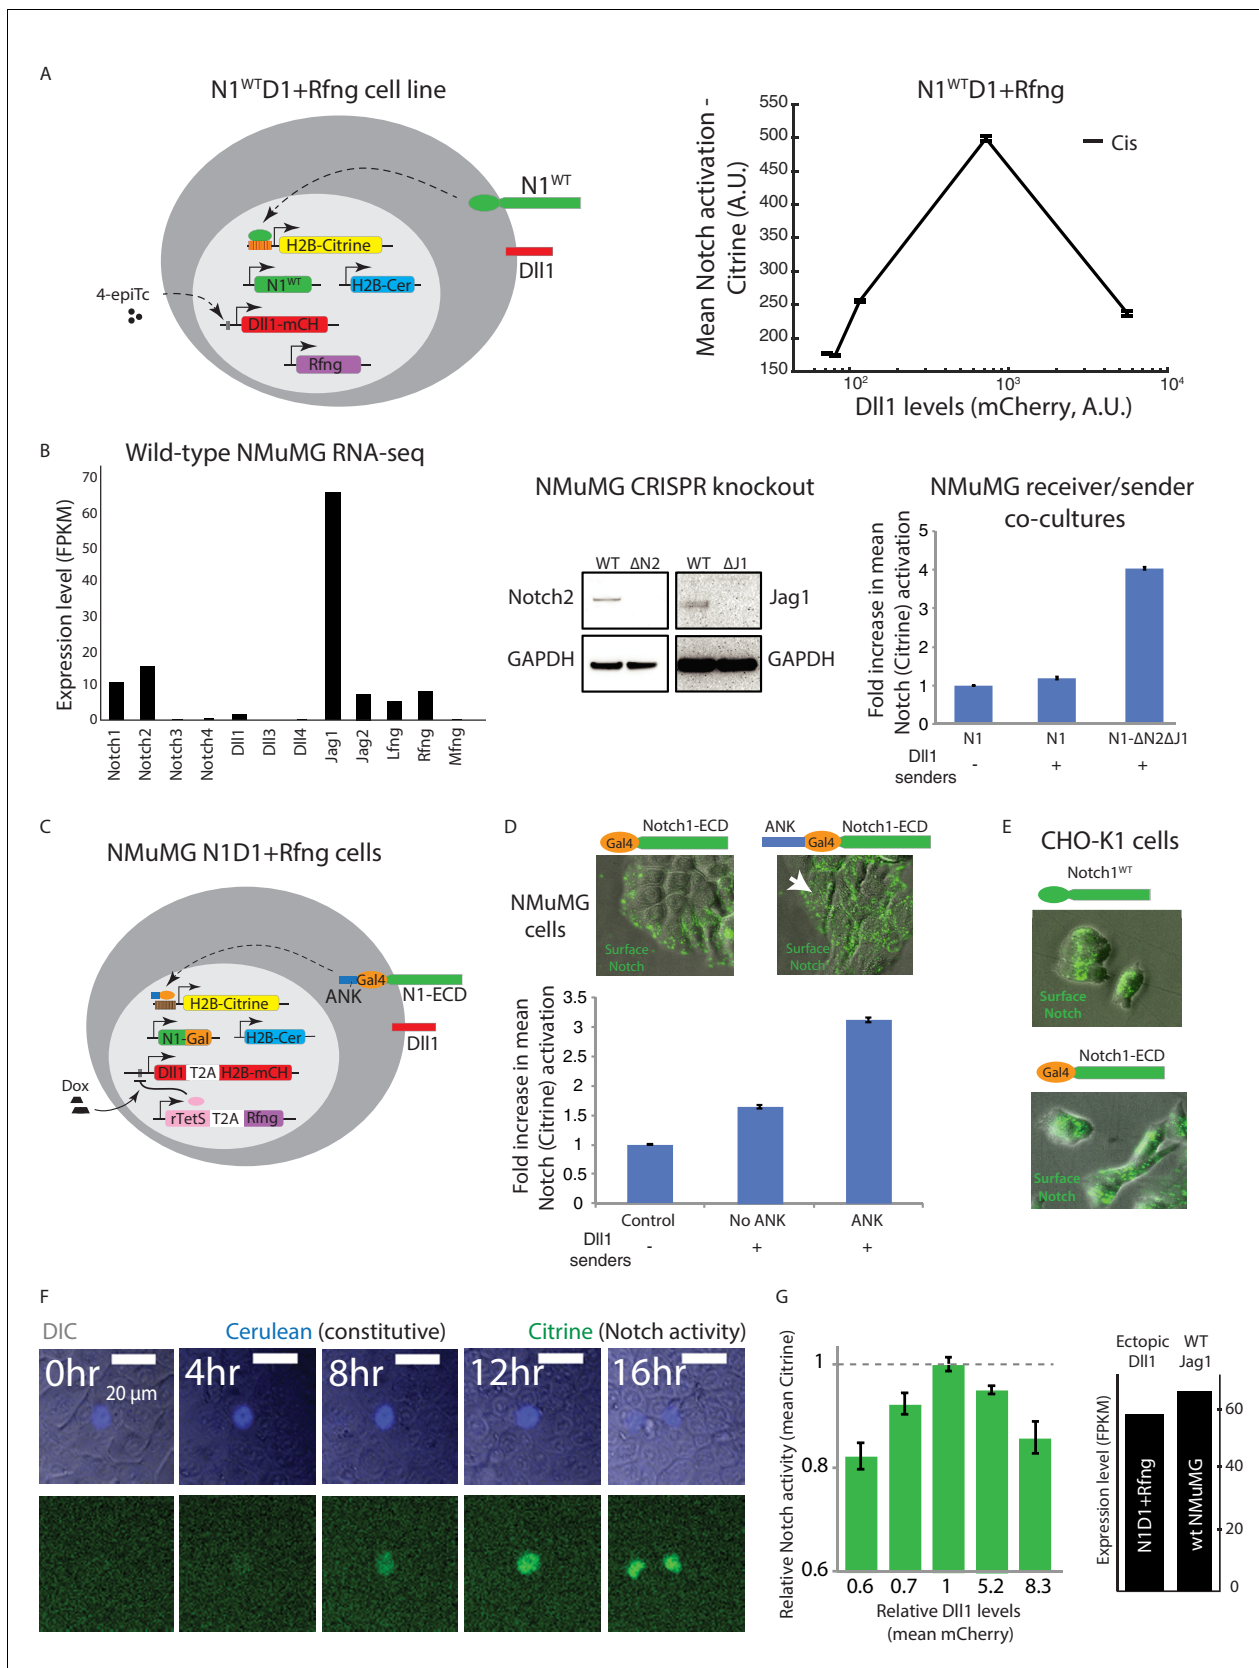 A
N1WTD1+Rfng cell line
N1WT
Dll1
H2B-Citrine
N1WT
H2B-Cer
4-epiTc
Dll1-mCH
Rfng
N1WTD1+Rfng
Mean Notch activation -
Citrine (A.U.)
550
500
450
400
350
300
250
200
150
Cis
10^2
10^3
10^4
Dll1 levels (mCherry, A.U.)
B
Wild-type NMuMG RNA-seq
Expression level (FPKM)
70
60
50
40
30
20
10
0
Notch1
Notch2
Notch3
Notch4
Dll1
Dll3
Dll4
Jag1
Jag2
Lfng
Rfng
Mfng
NMuMG CRISPR knockout
WT ΔN2
WT ΔJ1
Notch2
Jag1
GAPDH
GAPDH
NMuMG receiver/sender
co-cultures
Fold increase in mean
Notch (Citrine) activation
5
4
3
2
1
0
N1
N1
N1-ΔN2ΔJ1
Dll1
senders
-
+
+
C
NMuMG N1D1+Rfng cells
Gal4
ANK
N1-ECD
Dll1
H2B-Citrine
N1-Gal
H2B-Cer
Dll1 T2A H2B-mCH
Dox
rTetS T2A Rfng
D
Notch1-ECD
Gal4
ANK
Notch1-ECD
Gal4
NMuMG
cells
Surface
Notch
Surface
Notch
Fold increase in mean
Notch (Citrine) activation
3.5
3
2.5
2
1.5
1
0.5
0
Control
No ANK
ANK
Dll1
senders
-
+
+
E
CHO-K1 cells
Notch1WT
Surface
Notch
Gal4
Notch1-ECD
Surface
Notch
F
DIC
Cerulean (constitutive)
Citrine (Notch activity)
0hr
20 μm
4hr
8hr
12hr
16hr
G
Relative Notch activity (mean Citrine)
1
0.8
0.6
0.6
0.7
1
5.2
8.3
Relative Dll1 levels
(mean mCherry)
Ectopic
Dll1
WT
Jag1
Expression level (FPKM)
N1D1+Rfng
wt NMuMG
60
40
20
0